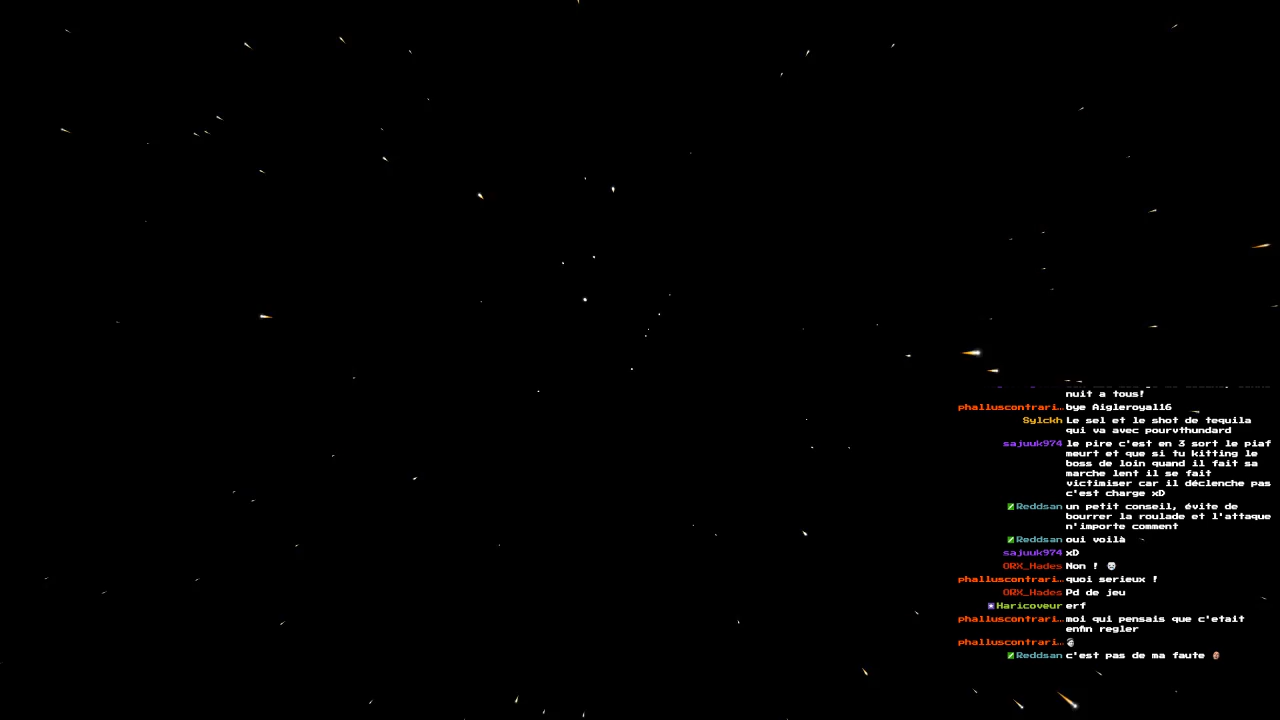 nuit a tous!
phalluscontrari… bye Aigleroyal16
Sylckh Le sel et le shot de tequila
qui va avec pourvthundard
sajuuk974 le pire c'est en 3 sort le piaf
meurt et que si tu kitting le
boss de loin quand il fait sa
marche lent il se fait
victimiser car il déclenche pas
c'est charge xD
Reddsan un petit conseil, évite de
bourrer la roulade et l'attaque
n'importe comment
Reddsan oui voilà
sajuuk974 xD
ORX_Hades Non !
phalluscontrari… quoi serieux !
ORX_Hades Pd de jeu
Haricoveur erf
phalluscontrari… moi qui pensais que c'etait
enfin regler
phalluscontrari…
Reddsan c'est pas de ma faute